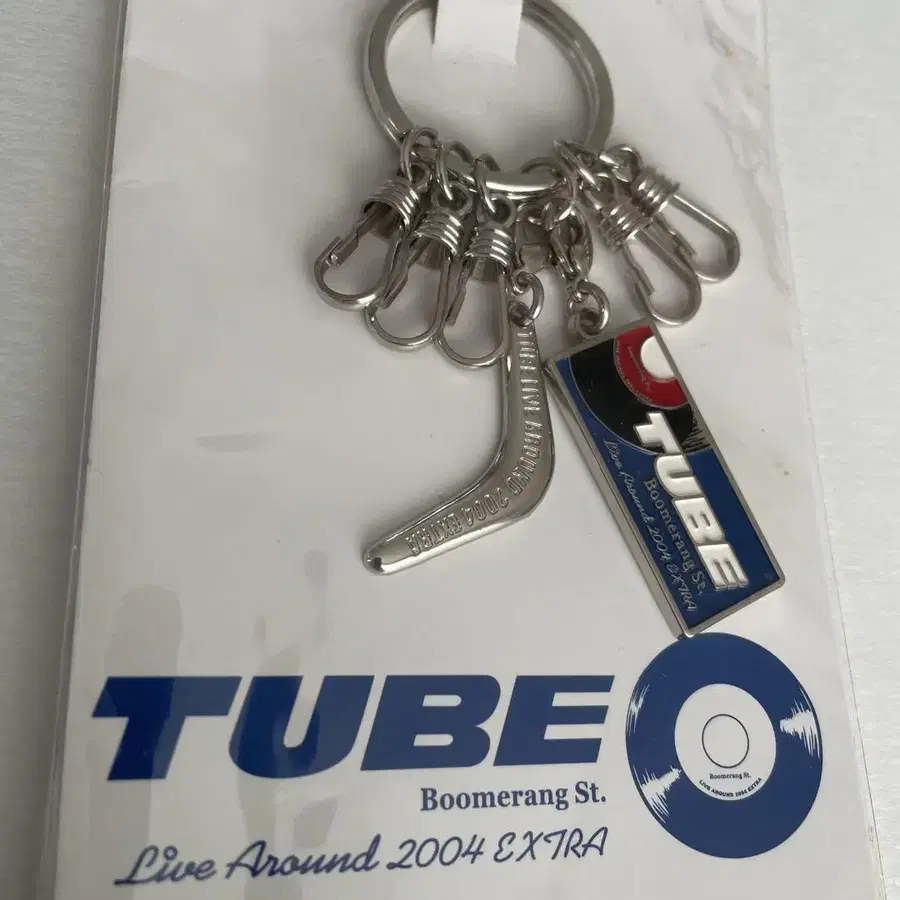 TUBE LIVE AROUND 2004 EXTRA
TUBE
Boomerang St.
Live Around 2004 EXTRA
TUBE
Boomerang St.
Live Around 2004 EXTRA
Boomerang St.
LIVE AROUND 2004 EXTRA